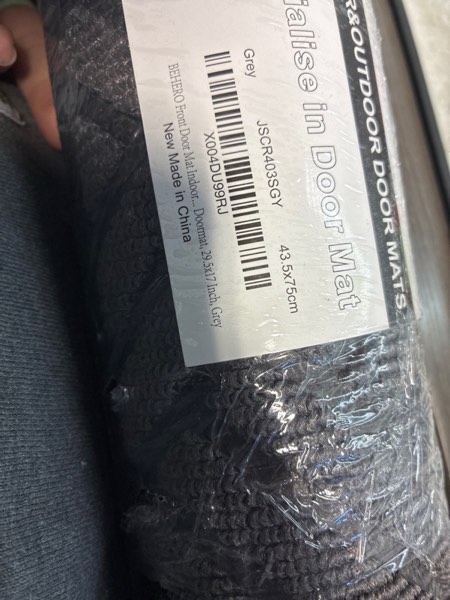 R&OUTDOOR DOOR MATS
ialise in Door Mat
Grey JSCR403SGY 43.5x75cm
X004DU99RJ
BEHERO Front Door Mat Indoor... Doormat, 29.5x17 Inch, Grey
New Made in China